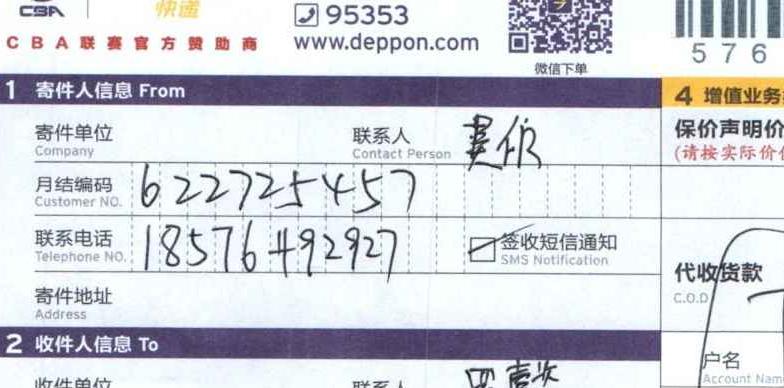 CBA 快递
95353
CBA联赛官方赞助商 www.deppon.com
微信下单
576
1 寄件人信息 From
4 增值业务
寄件单位 联系人
Company Contact Person
保价声明价
(请按实际价
月结编码 622725457
Customer NO.
联系电话 18576492927 签收短信通知
Telephone NO. SMS Notification
代收货款
C.O.D
寄件地址
Address
2 收件人信息 To
户名
Account Nam
收件单位 联系人